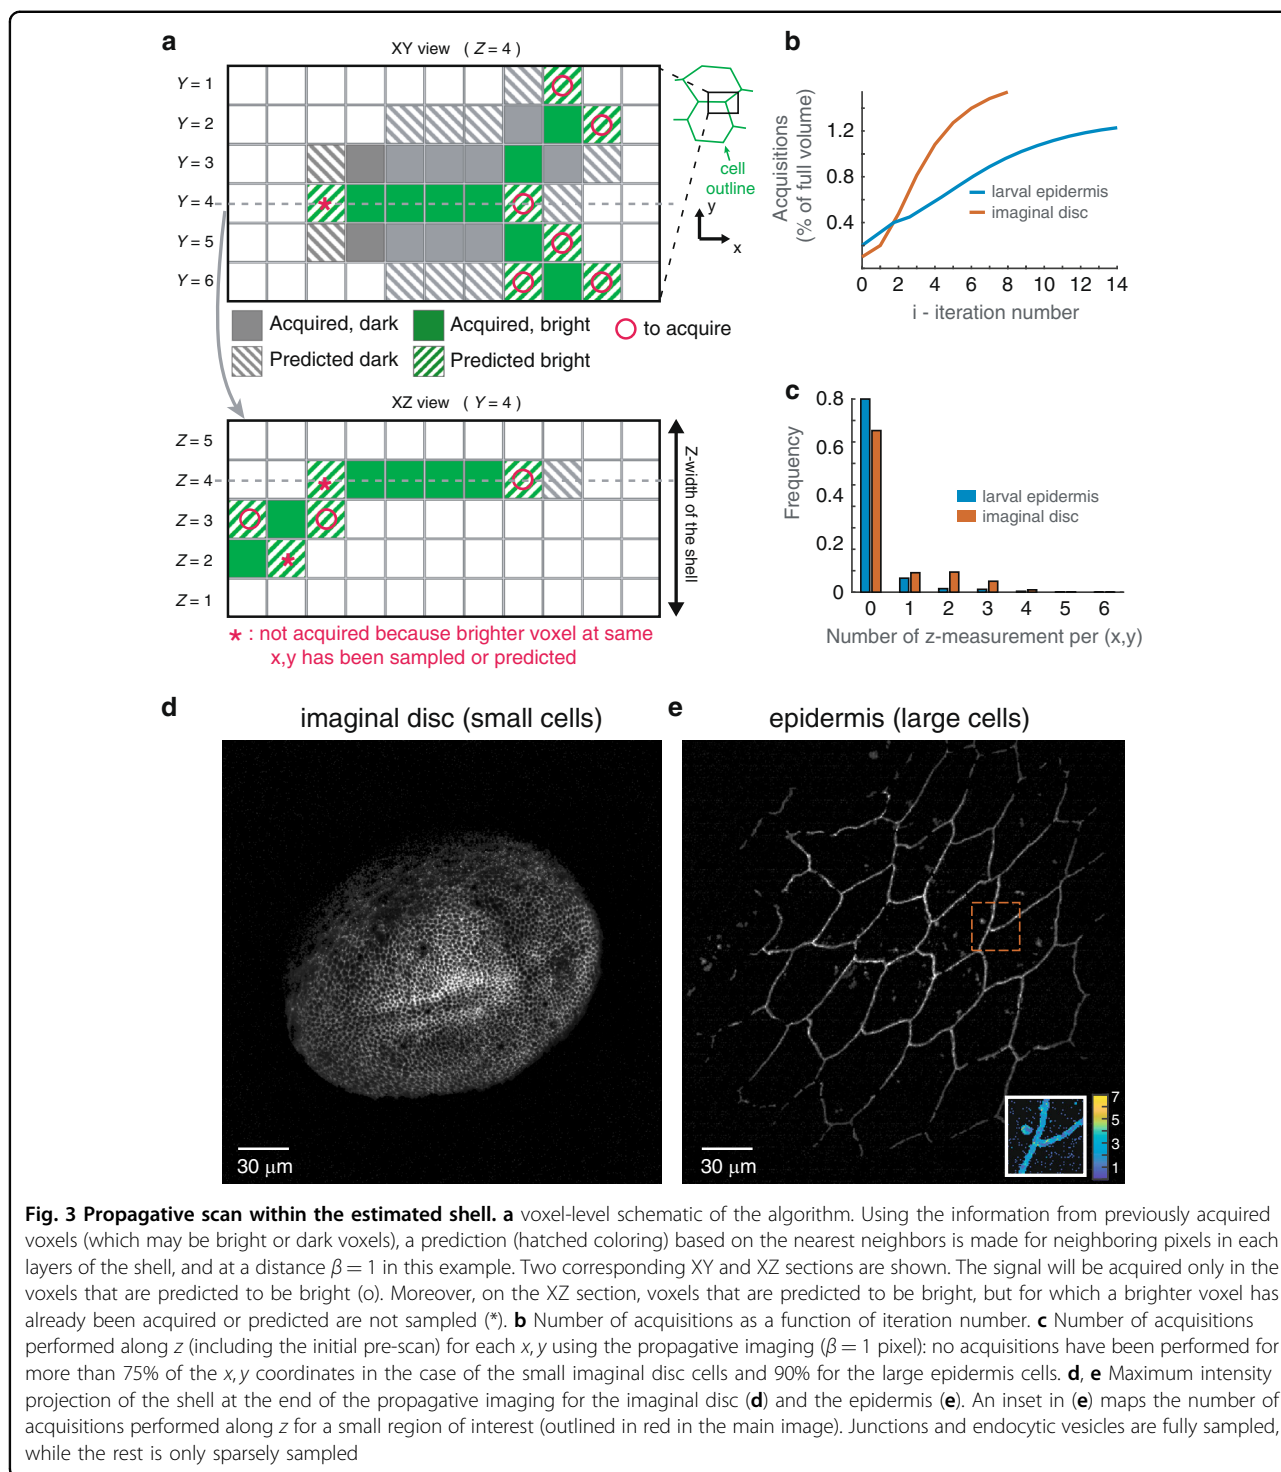 a
XY view ( Z = 4 )
Y = 1
Y = 2
Y = 3
Y = 4
Y = 5
Y = 6
cell
outline
y
x
Acquired, dark
Acquired, bright
to acquire
Predicted dark
Predicted bright
XZ view ( Y = 4 )
Z = 5
Z = 4
Z = 3
Z = 2
Z = 1
Z-width of the shell
* : not acquired because brighter voxel at same
x,y has been sampled or predicted
b
Acquisitions
(% of full volume)
1.2
0.8
0.4
larval epidermis
imaginal disc
0 2 4 6 8 10 12 14
i - iteration number
c
Frequency
0.8
0.6
0.4
0.2
0
larval epidermis
imaginal disc
0 1 2 3 4 5 6
Number of z-measurement per (x,y)
d
imaginal disc (small cells)
30 μm
e
epidermis (large cells)
30 μm
7
5
3
1
Fig. 3 Propagative scan within the estimated shell. a voxel-level schematic of the algorithm. Using the information from previously acquired
voxels (which may be bright or dark voxels), a prediction (hatched coloring) based on the nearest neighbors is made for neighboring pixels in each
layers of the shell, and at a distance β = 1 in this example. Two corresponding XY and XZ sections are shown. The signal will be acquired only in the
voxels that are predicted to be bright (o). Moreover, on the XZ section, voxels that are predicted to be bright, but for which a brighter voxel has
already been acquired or predicted are not sampled (*). b Number of acquisitions as a function of iteration number. c Number of acquisitions
performed along z (including the initial pre-scan) for each x, y using the propagative imaging (β = 1 pixel): no acquisitions have been performed for
more than 75% of the x, y coordinates in the case of the small imaginal disc cells and 90% for the large epidermis cells. d, e Maximum intensity
projection of the shell at the end of the propagative imaging for the imaginal disc (d) and the epidermis (e). An inset in (e) maps the number of
acquisitions performed along z for a small region of interest (outlined in red in the main image). Junctions and endocytic vesicles are fully sampled,
while the rest is only sparsely sampled